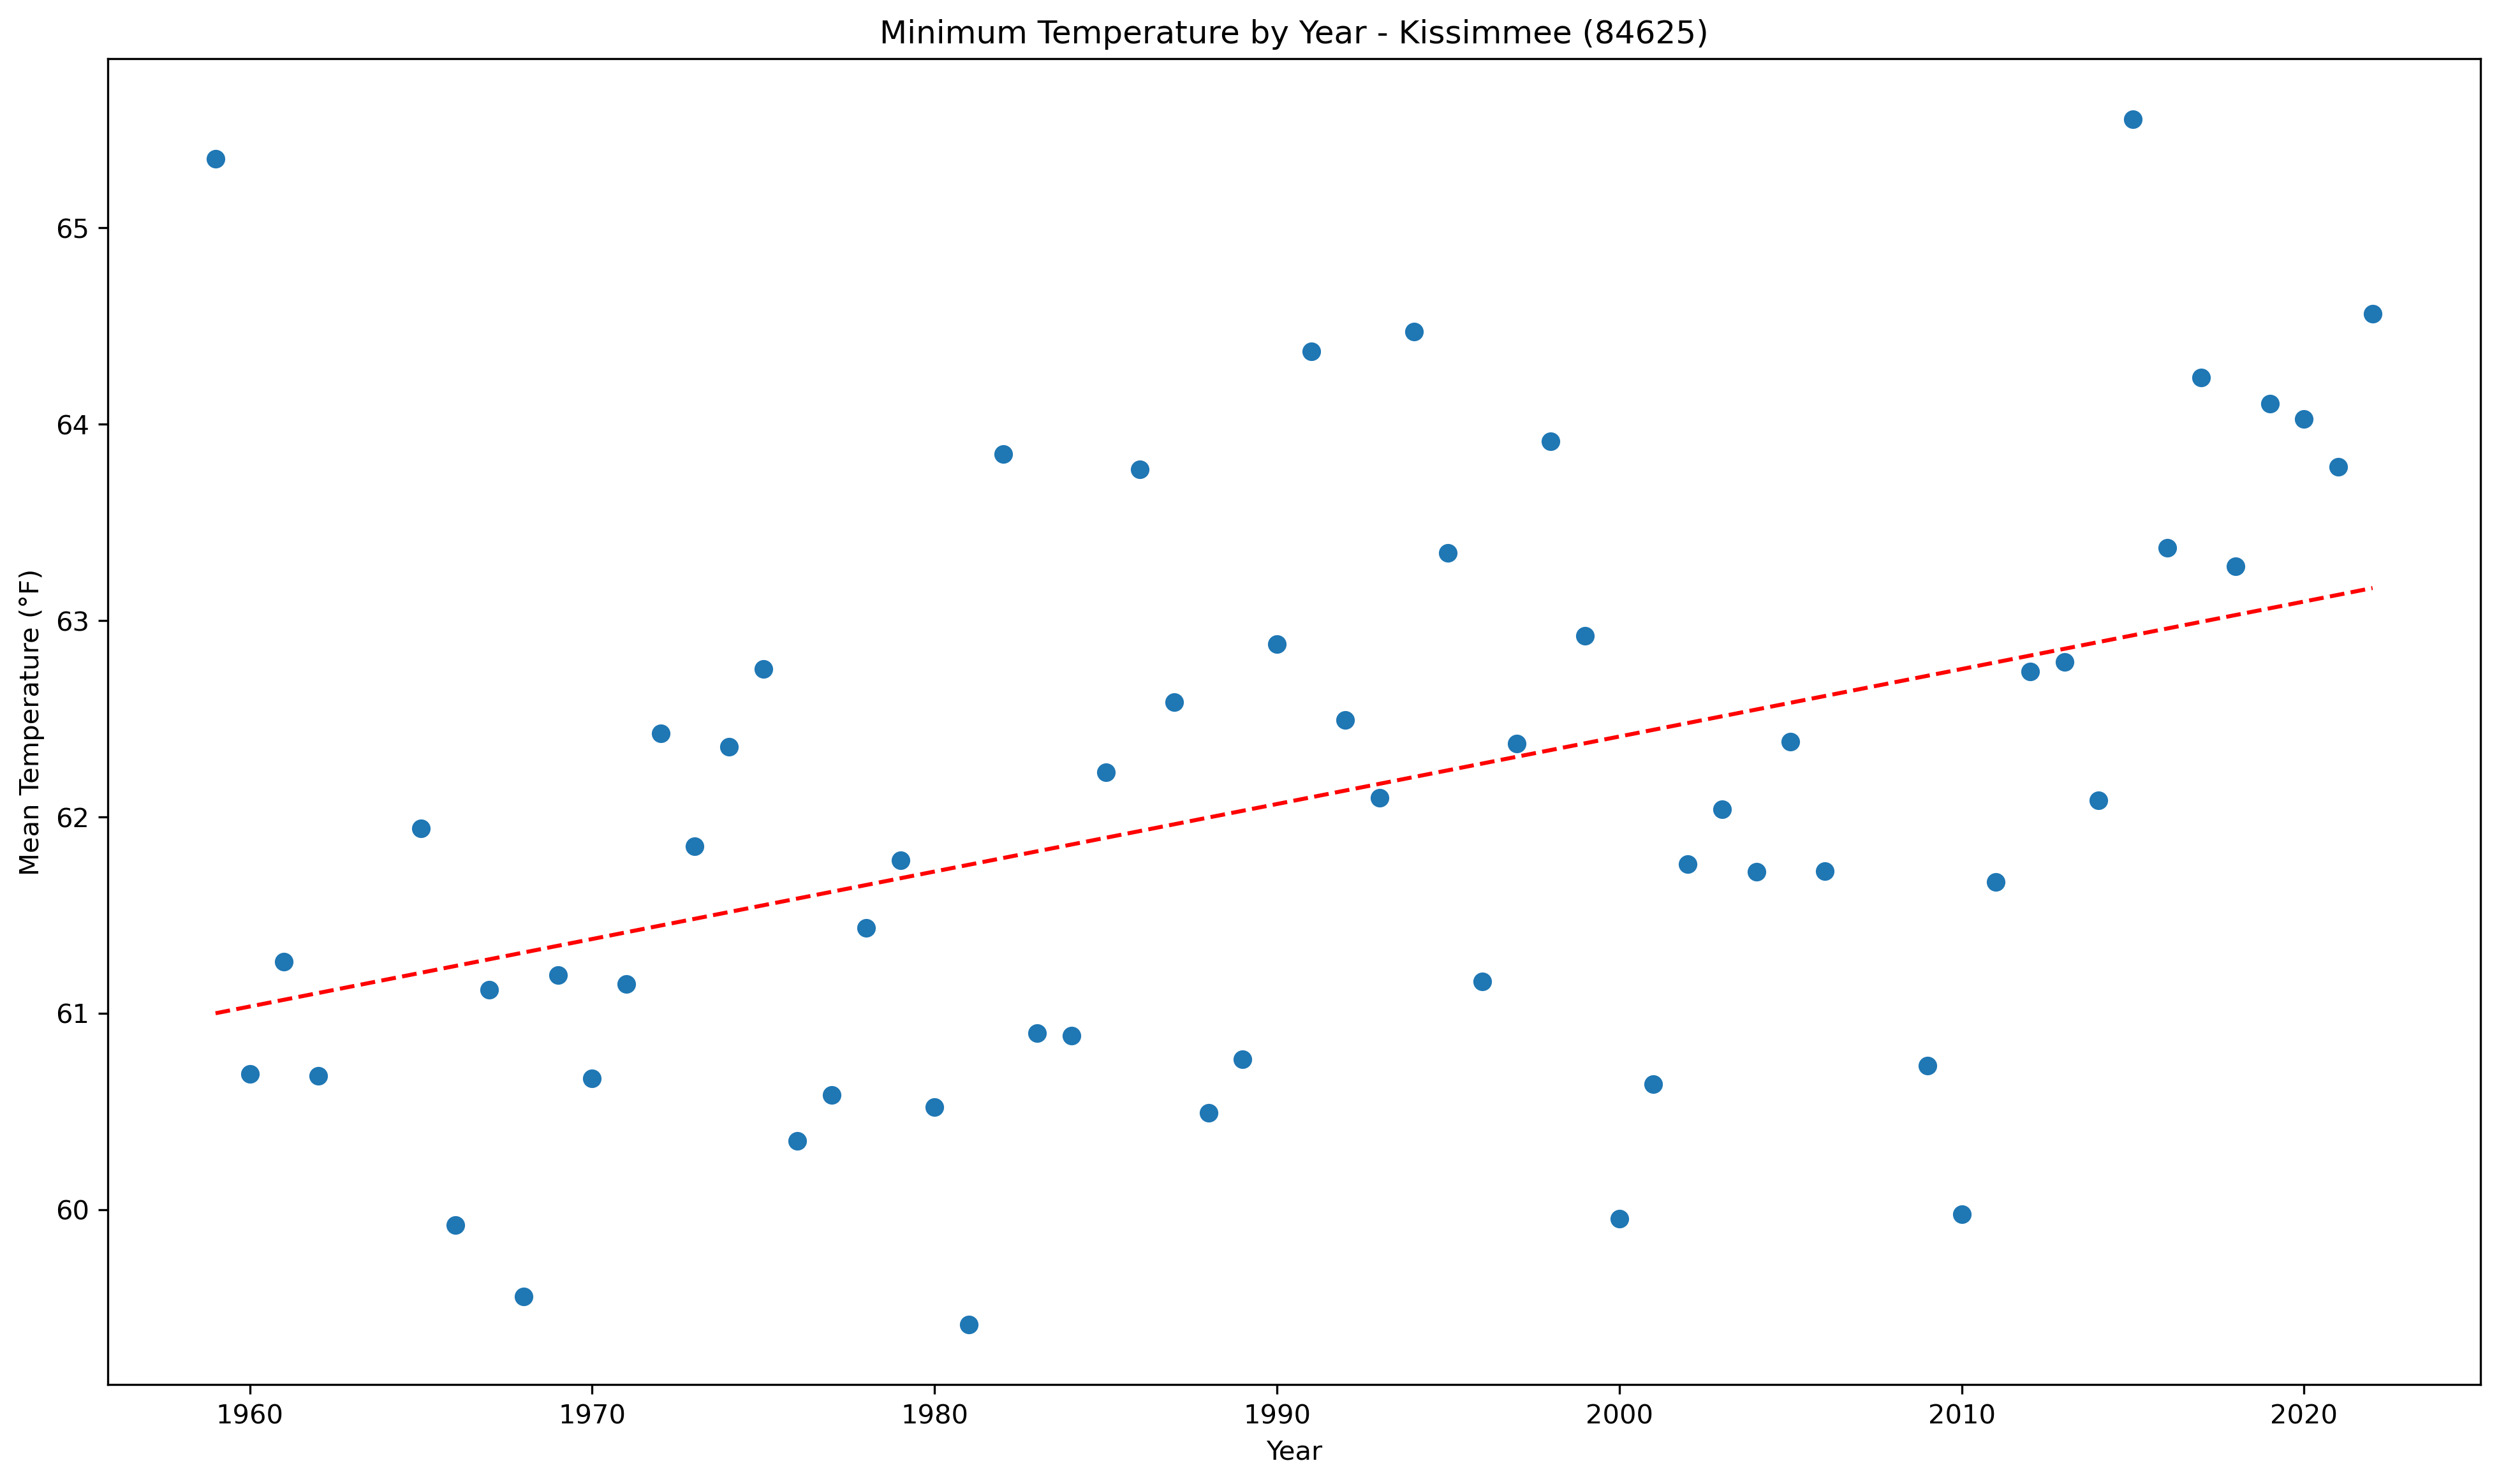 Minimum Temperature by Year - Kissimmee (84625)
Mean Temperature (°F)
65
64
63
62
61
60
1960 1970 1980 1990 2000 2010 2020
Year